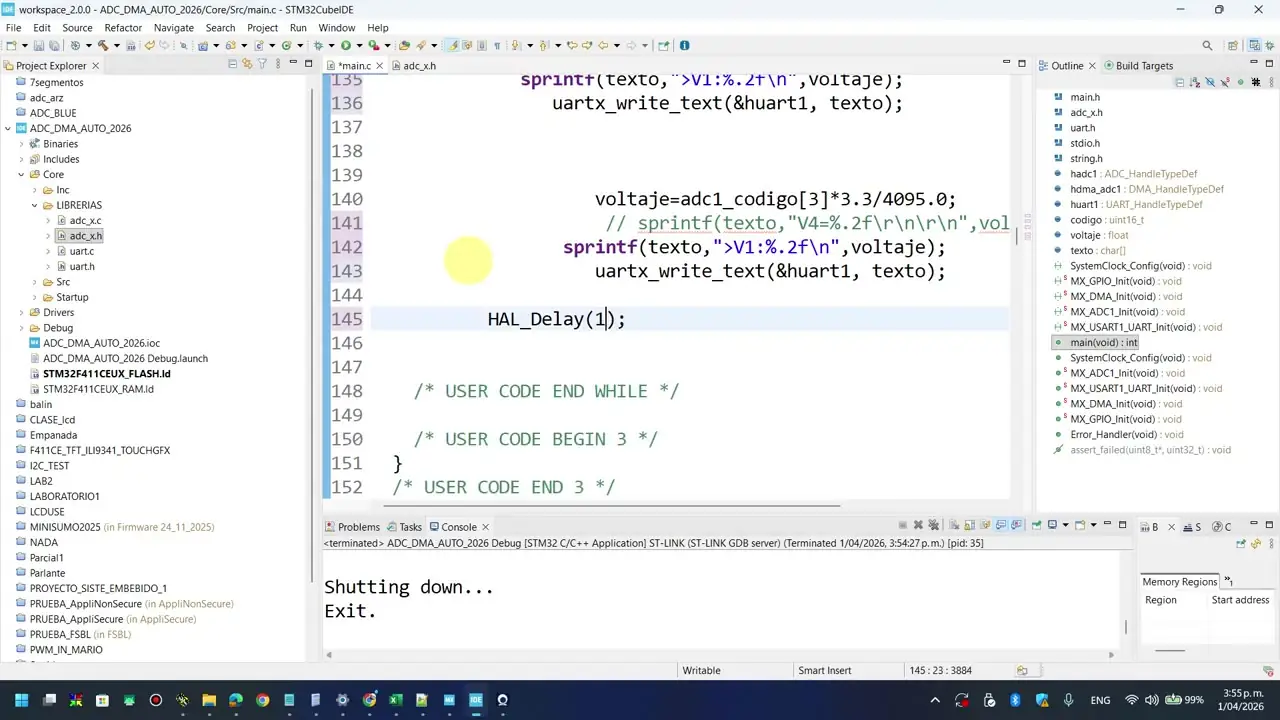 workspace_2.0.0 - ADC_DMA_AUTO_2026/Core/Src/main.c - STM32CubeIDE
File Edit Source Refactor Navigate Search Project Run Window Help
Project Explorer
7segmentos
adc_arz
ADC_BLUE
ADC_DMA_AUTO_2026
Binaries
Includes
Core
Inc
LIBRERIAS
adc_x.c
adc_x.h
uart.c
uart.h
Src
Startup
Drivers
Debug
ADC_DMA_AUTO_2026.ioc
ADC_DMA_AUTO_2026 Debug.launch
STM32F411CEUX_FLASH.ld
STM32F411CEUX_RAM.ld
balin
CLASE_lcd
Empanada
F411CE_TFT_ILI9341_TOUCHGFX
I2C_TEST
LAB2
LABORATORIO1
LCDUSE
MINISUMO2025 (in Firmware 24_11_2025)
NADA
Parcial1
Parlante
PROYECTO_SISTE_EMBEBIDO_1
PRUEBA_AppliNonSecure (in AppliNonSecure)
PRUEBA_AppliSecure (in AppliSecure)
PRUEBA_FSBL (in FSBL)
PWM_IN_MARIO
*main.c adc_x.h
135 sprintf(texto,">V1:%.2f\n",voltaje);
136 uartx_write_text(&huart1, texto);
137
138
139
140 voltaje=adc1_codigo[3]*3.3/4095.0;
141 // sprintf(texto,"V4=%.2f\r\n\r\n",vol
142 sprintf(texto,">V1:%.2f\n",voltaje);
143 uartx_write_text(&huart1, texto);
144
145 HAL_Delay(1);
146
147
148 /* USER CODE END WHILE */
149
150 /* USER CODE BEGIN 3 */
151 }
152 /* USER CODE END 3 */
Outline Build Targets
main.h
adc_x.h
uart.h
stdio.h
string.h
hadc1 : ADC_HandleTypeDef
hdma_adc1 : DMA_HandleTypeDef
huart1 : UART_HandleTypeDef
codigo : uint16_t
voltaje : float
texto : char[]
SystemClock_Config(void) : void
MX_GPIO_Init(void) : void
MX_DMA_Init(void) : void
MX_ADC1_Init(void) : void
MX_USART1_UART_Init(void) : void
main(void) : int
SystemClock_Config(void) : void
MX_ADC1_Init(void) : void
MX_USART1_UART_Init(void) : void
MX_DMA_Init(void) : void
MX_GPIO_Init(void) : void
Error_Handler(void) : void
assert_failed(uint8_t*, uint32_t) : void
Problems Tasks Console
<terminated> ADC_DMA_AUTO_2026 Debug [STM32 C/C++ Application] ST-LINK (ST-LINK GDB server) (Terminated 1/04/2026, 3:54:27 p. m.) [pid: 35]
Shutting down...
Exit.
B S C
Memory Regions
Region Start address
Writable Smart Insert 145 : 23 : 3884
ENG 99% 3:55 p. m.
1/04/2026